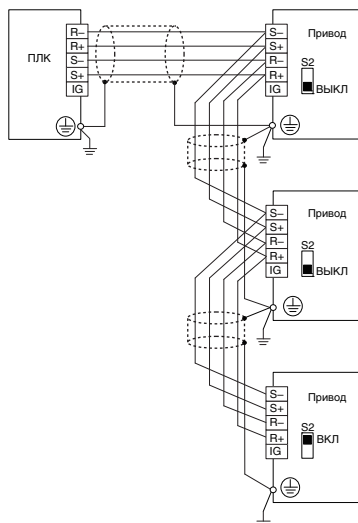 ПЛК
R–
R+
S–
S+
IG
S–
S+
R–
R+
IG
Привод
S2
ВЫКЛ
S–
S+
R–
R+
IG
Привод
S2
ВЫКЛ
S–
S+
R–
R+
IG
Привод
S2
ВКЛ